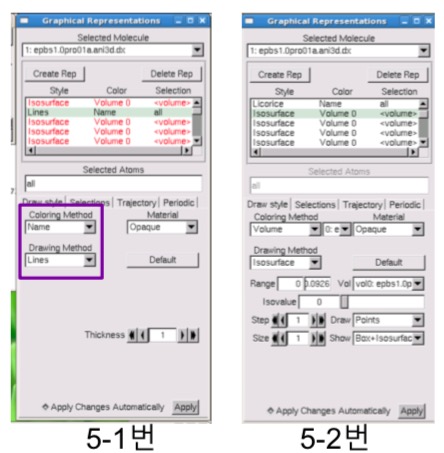 Graphical Representations
Selected Molecule
1: epbs1.0pro01a.ani3d.dx
Create Rep
Delete Rep
Style Color Selection
Isosurface Volume 0 <volume>
Lines Name all
Isosurface Volume 0 <volume>
Isosurface Volume 0 <volume>
Isosurface Volume 0 <volume>
Selected Atoms
all
Draw style Selections Trajectory Periodic
Coloring Method Material
Name Opaque
Drawing Method
Lines Default
Thickness 1
Apply Changes Automatically Apply
5-1번
Graphical Representations
Selected Molecule
1: epbs1.0pro01a.ani3d.dx
Create Rep
Delete Rep
Style Color Selection
Licorice Name all
Isosurface Volume 0 <volume>
Isosurface Volume 0 <volume>
Isosurface Volume 0 <volume>
Isosurface Volume 0 <volume>
Selected Atoms
all
Draw style Selections Trajectory Periodic
Coloring Method Material
Volume 0: e Opaque
Drawing Method
Isosurface Default
Range 0 0.0926 Vol vol0: epbs1.0p
Isovalue 0
Step 1 Draw Points
Size 1 Show Box+Isosurfac
Apply Changes Automatically Apply
5-2번